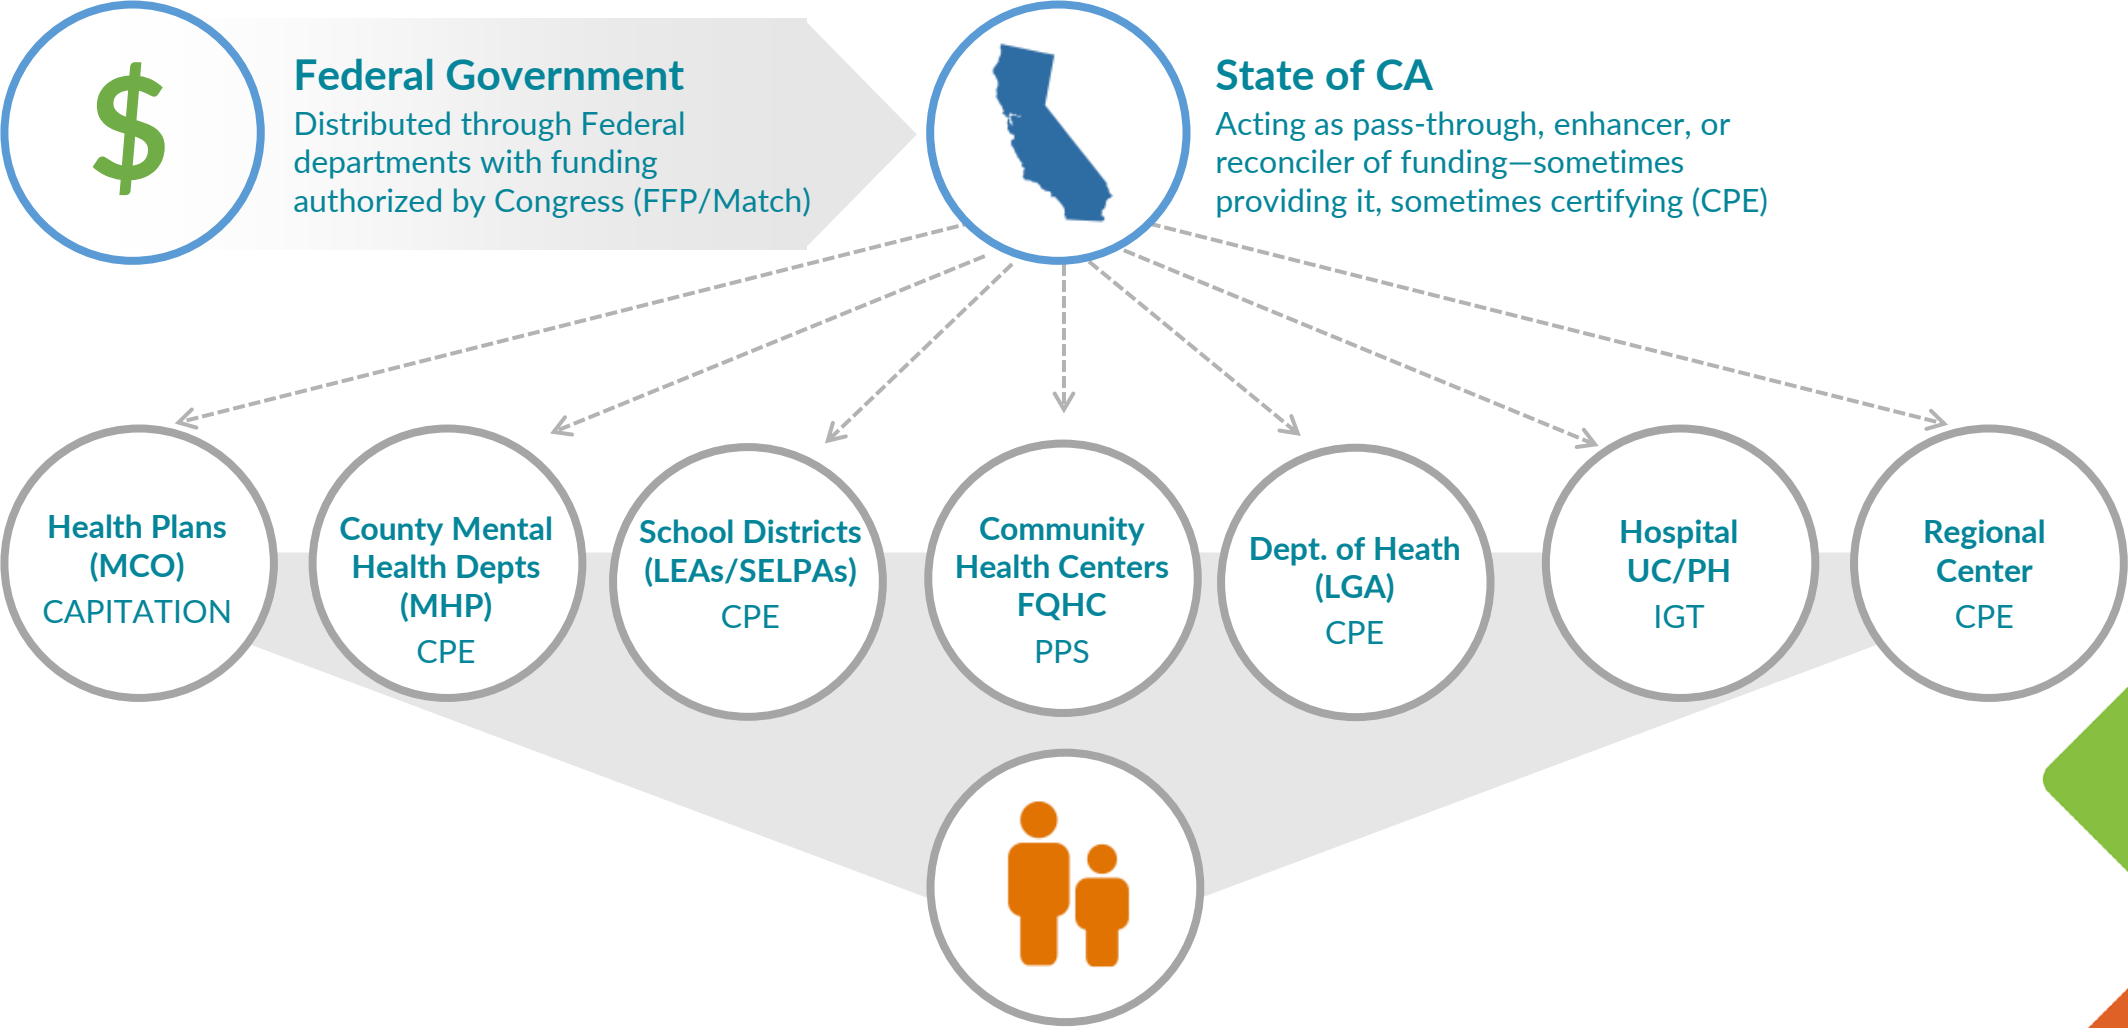 $
Federal Government
Distributed through Federal
departments with funding
authorized by Congress (FFP/Match)
State of CA
Acting as pass-through, enhancer, or
reconciler of funding—sometimes
providing it, sometimes certifying (CPE)
Health Plans
(MCO)
CAPITATION
County Mental
Health Depts
(MHP)
CPE
School Districts
(LEAs/SELPAs)
CPE
Community
Health Centers
FQHC
PPS
Dept. of Heath
(LGA)
CPE
Hospital
UC/PH
IGT
Regional
Center
CPE